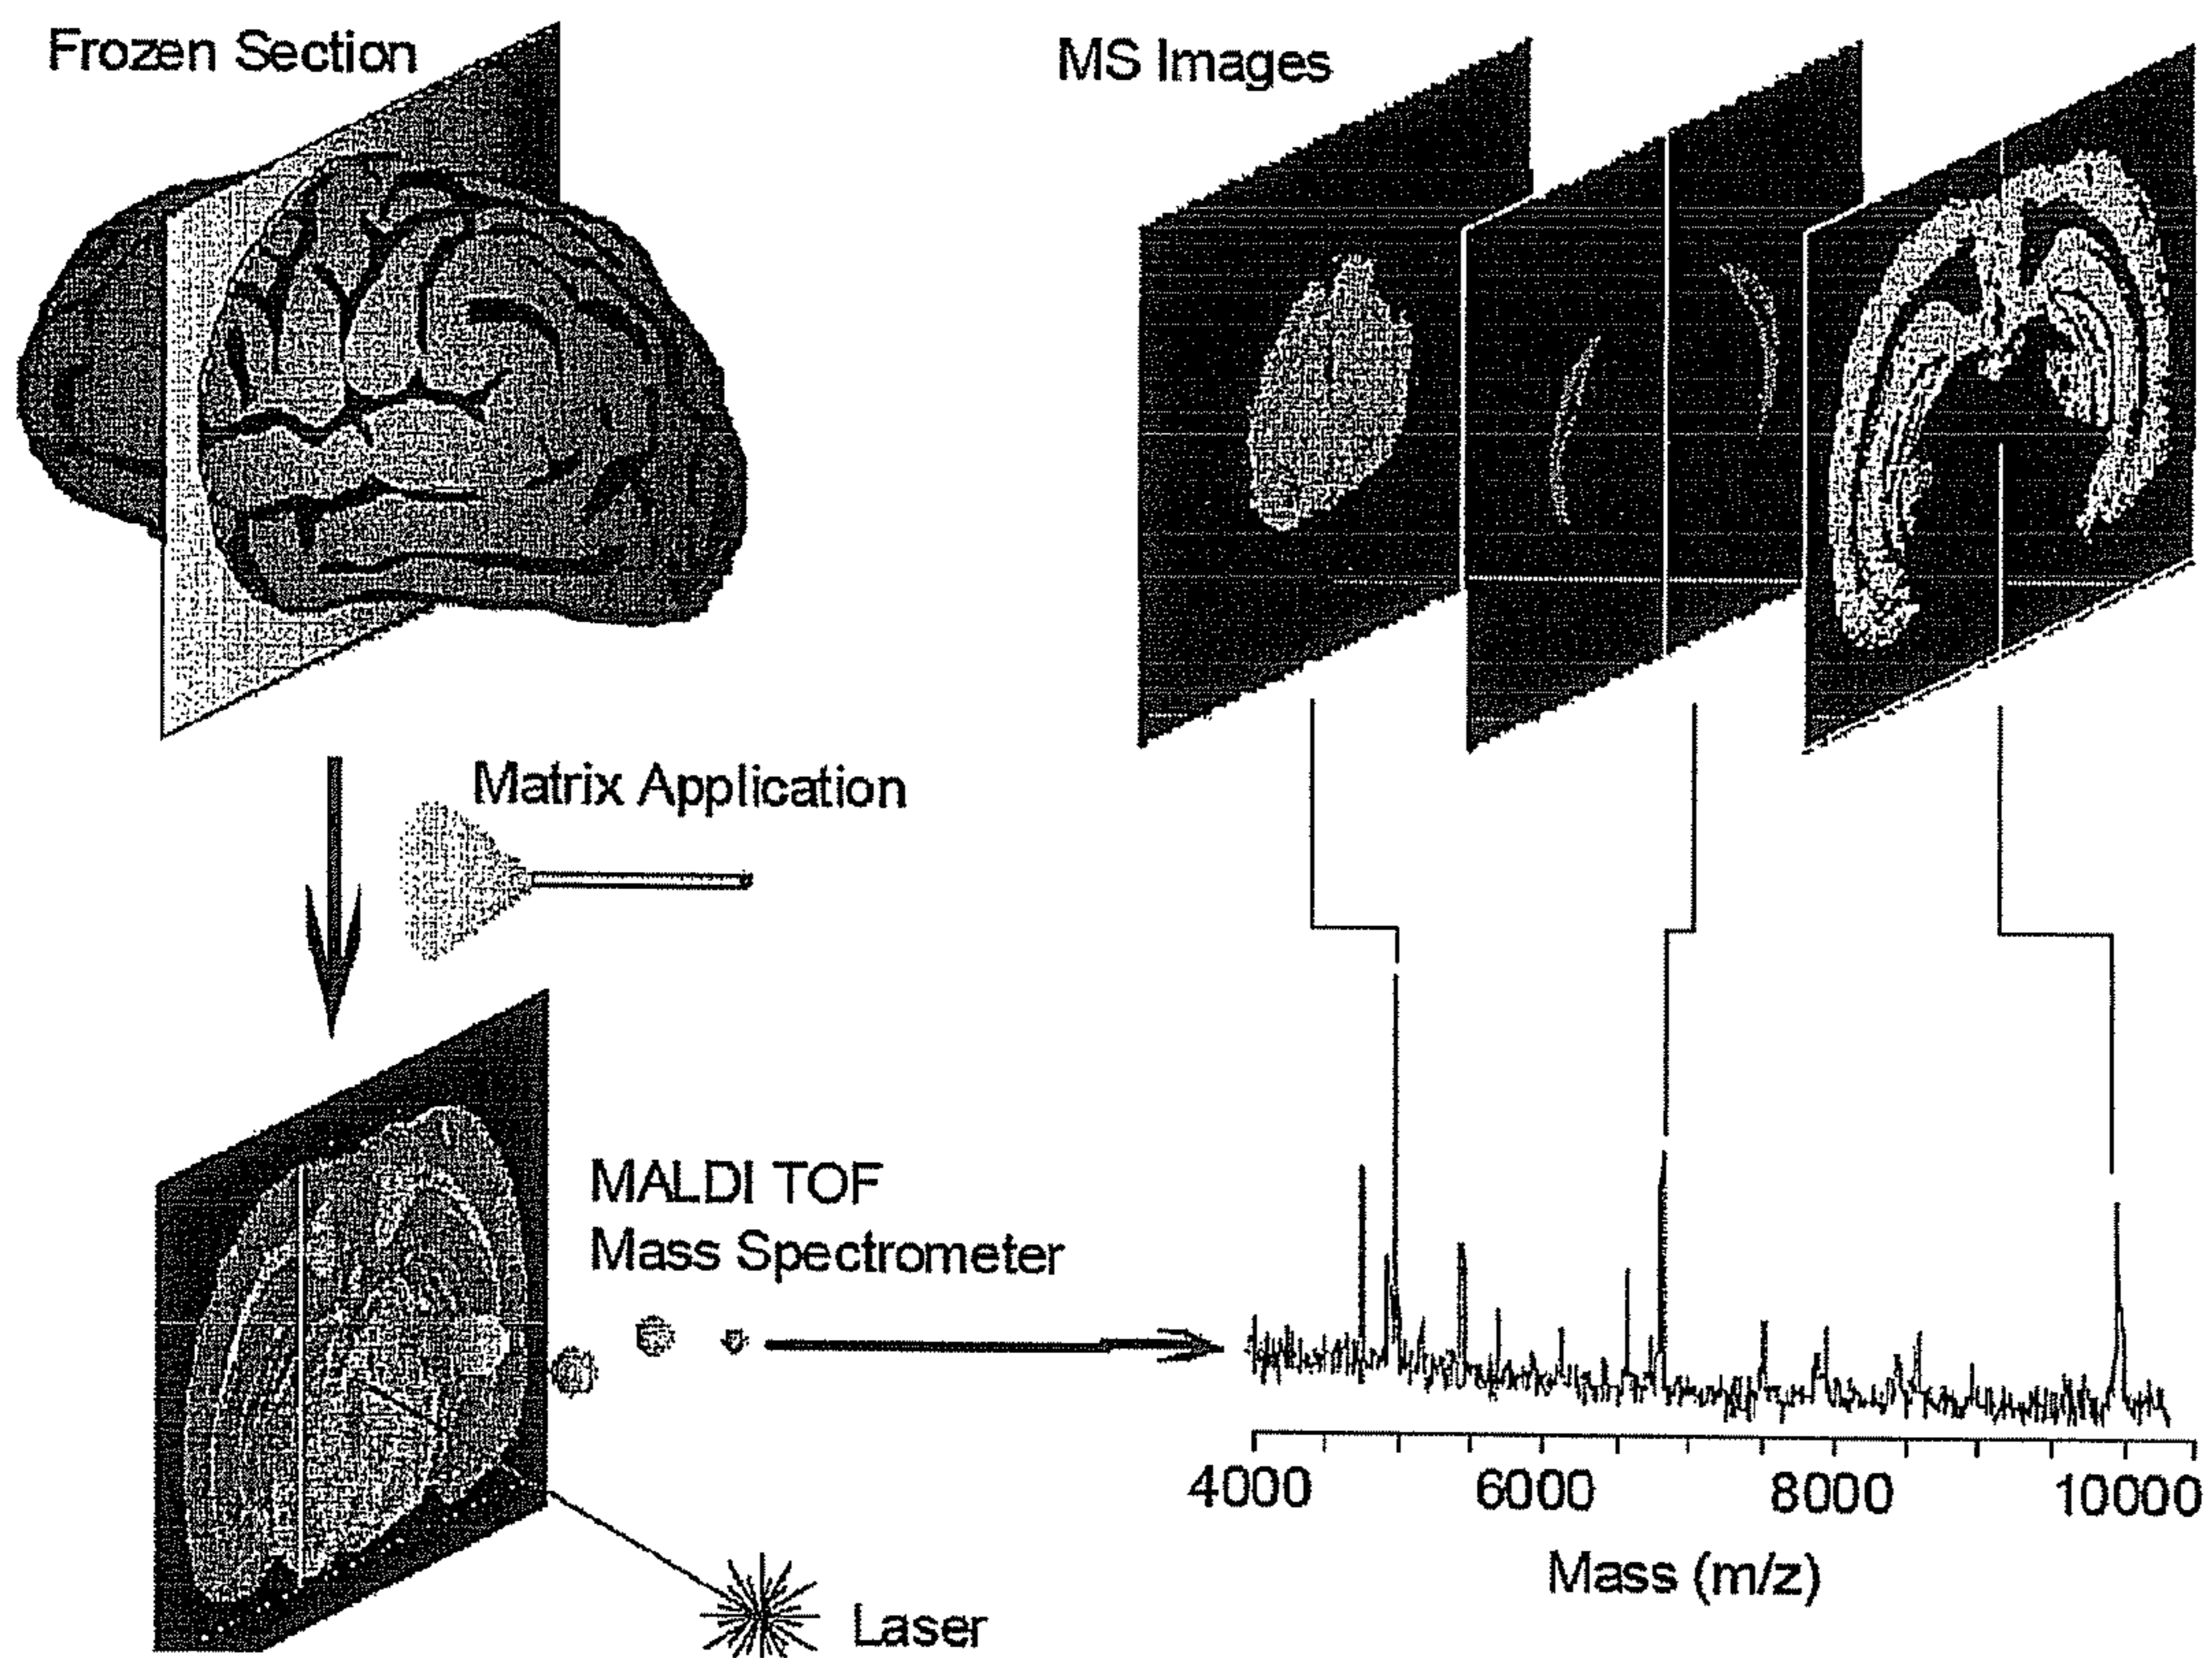 Frozen Section
MS Images
Matrix Application
MALDI TOF
Mass Spectrometer
4000 6000 8000 10000
Mass (m/z)
Laser